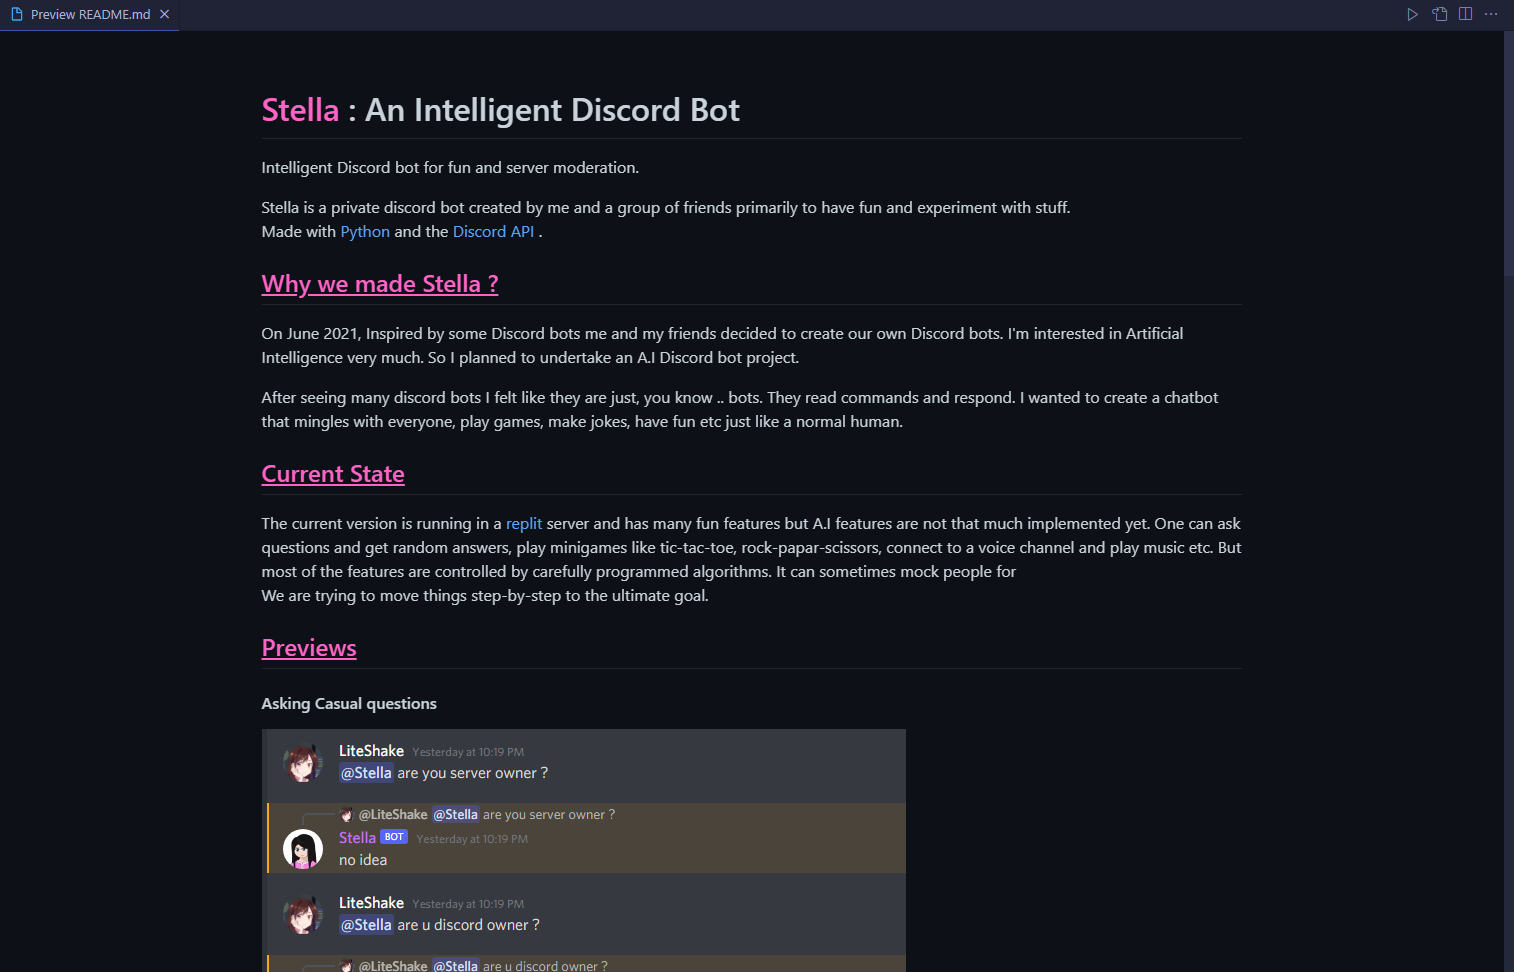 Preview README.md
Stella : An Intelligent Discord Bot
Intelligent Discord bot for fun and server moderation.
Stella is a private discord bot created by me and a group of friends primarily to have fun and experiment with stuff.
Made with Python and the Discord API .
Why we made Stella ?
On June 2021, Inspired by some Discord bots me and my friends decided to create our own Discord bots. I'm interested in Artificial
Intelligence very much. So I planned to undertake an A.I Discord bot project.
After seeing many discord bots I felt like they are just, you know .. bots. They read commands and respond. I wanted to create a chatbot
that mingles with everyone, play games, make jokes, have fun etc just like a normal human.
Current State
The current version is running in a replit server and has many fun features but A.I features are not that much implemented yet. One can ask
questions and get random answers, play minigames like tic-tac-toe, rock-papar-scissors, connect to a voice channel and play music etc. But
most of the features are controlled by carefully programmed algorithms. It can sometimes mock people for
We are trying to move things step-by-step to the ultimate goal.
Previews
Asking Casual questions
LiteShake Yesterday at 10:19 PM
@Stella are you server owner ?
@LiteShake @Stella are you server owner ?
Stella BOT Yesterday at 10:19 PM
no idea
LiteShake Yesterday at 10:19 PM
@Stella are u discord owner ?
@LiteShake @Stella are u discord owner ?